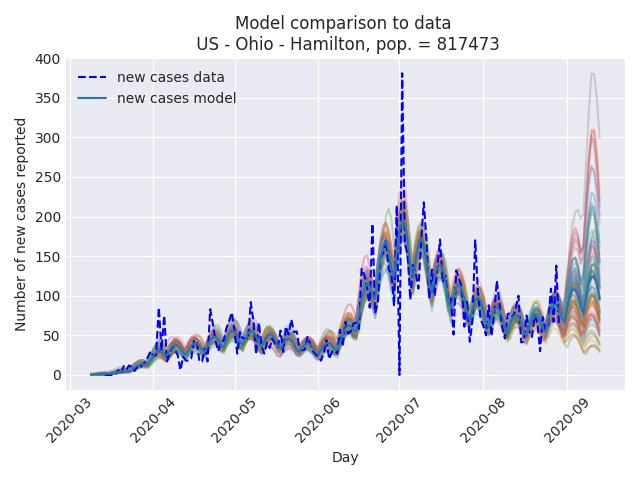 Model comparison to data
US - Ohio - Hamilton, pop. = 817473
400
350
300
250
200
150
100
50
0
Number of new cases reported
new cases data
new cases model
2020-03
2020-04
2020-05
2020-06
2020-07
2020-08
2020-09
Day